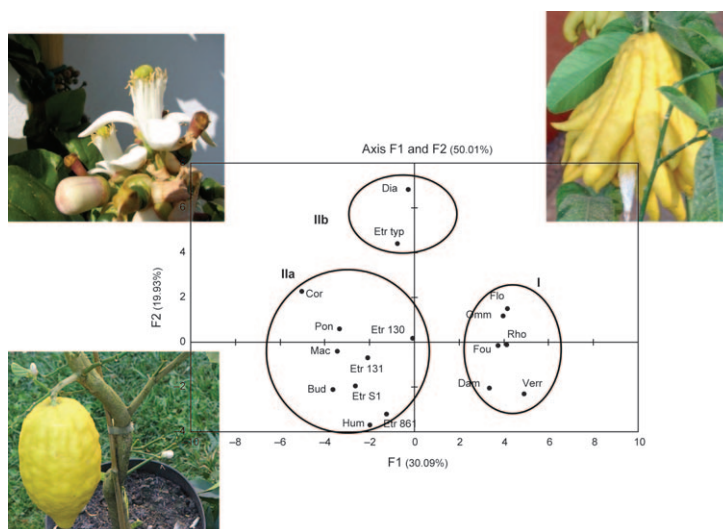 Axis F1 and F2 (50.01%)
Dia
6
IIb
Etr typ
4
IIa
I
Cor
2
Flo
Omm
Pon
Etr 130
Rho
0
Mac
Fou
Etr 131
Bud
Etr S1
Dam
Verr
-2
Hum
Etr 861
–8 –6 –4 –2 0 2 4 6 8 10
F1 (30.09%)
F2 (19.93%)